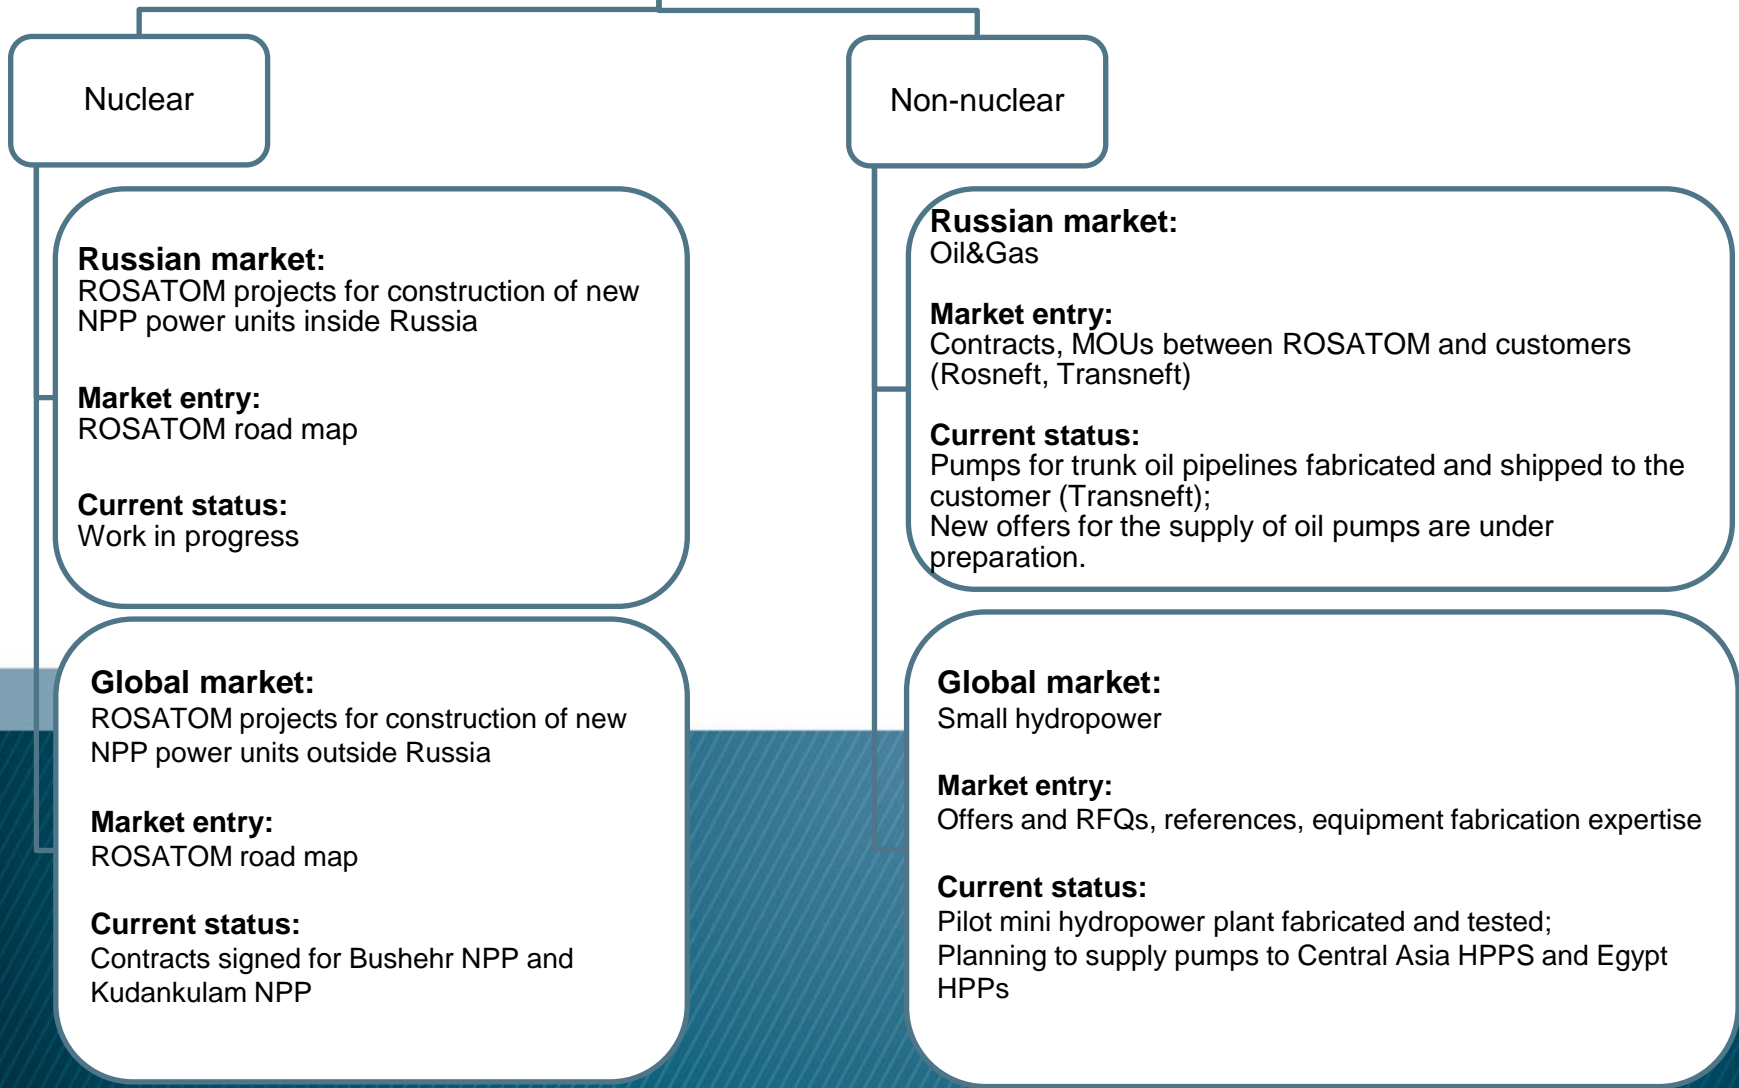 Nuclear
Russian market:
ROSATOM projects for construction of new
NPP power units inside Russia
Market entry:
ROSATOM road map
Current status:
Work in progress
Global market:
ROSATOM projects for construction of new
NPP power units outside Russia
Market entry:
ROSATOM road map
Current status:
Contracts signed for Bushehr NPP and
Kudankulam NPP
Non-nuclear
Russian market:
Oil&Gas
Market entry:
Contracts, MOUs between ROSATOM and customers
(Rosneft, Transneft)
Current status:
Pumps for trunk oil pipelines fabricated and shipped to the
customer (Transneft);
New offers for the supply of oil pumps are under
preparation.
Global market:
Small hydropower
Market entry:
Offers and RFQs, references, equipment fabrication expertise
Current status:
Pilot mini hydropower plant fabricated and tested;
Planning to supply pumps to Central Asia HPPS and Egypt
HPPs